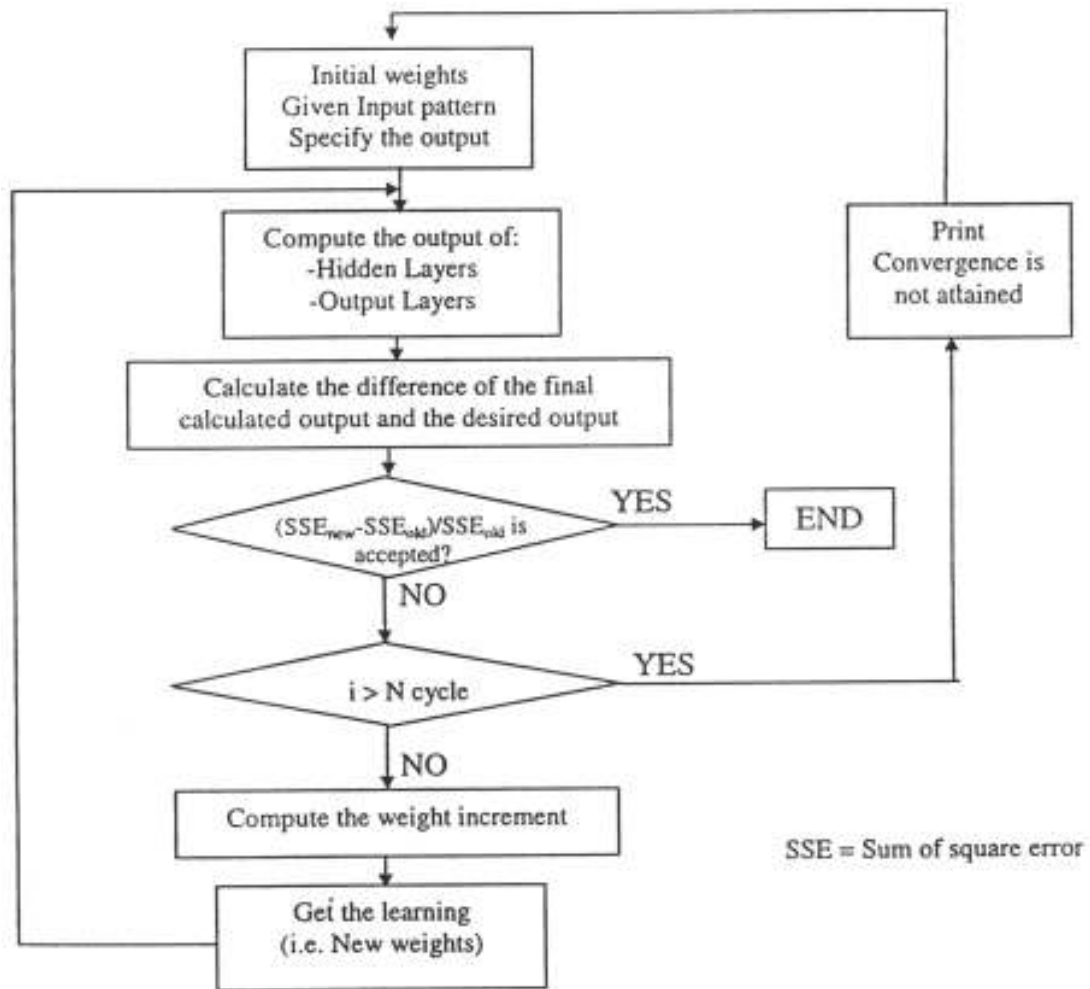 Initial weights
Given Input pattern
Specify the output
Compute the output of:
-Hidden Layers
-Output Layers
Print
Convergence is
not attained
Calculate the difference of the final
calculated output and the desired output
(SSEnew-SSEold)/SSEold is
accepted?
YES
END
NO
i > N cycle
YES
NO
Compute the weight increment
SSE = Sum of square error
Get the learning
(i.e. New weights)